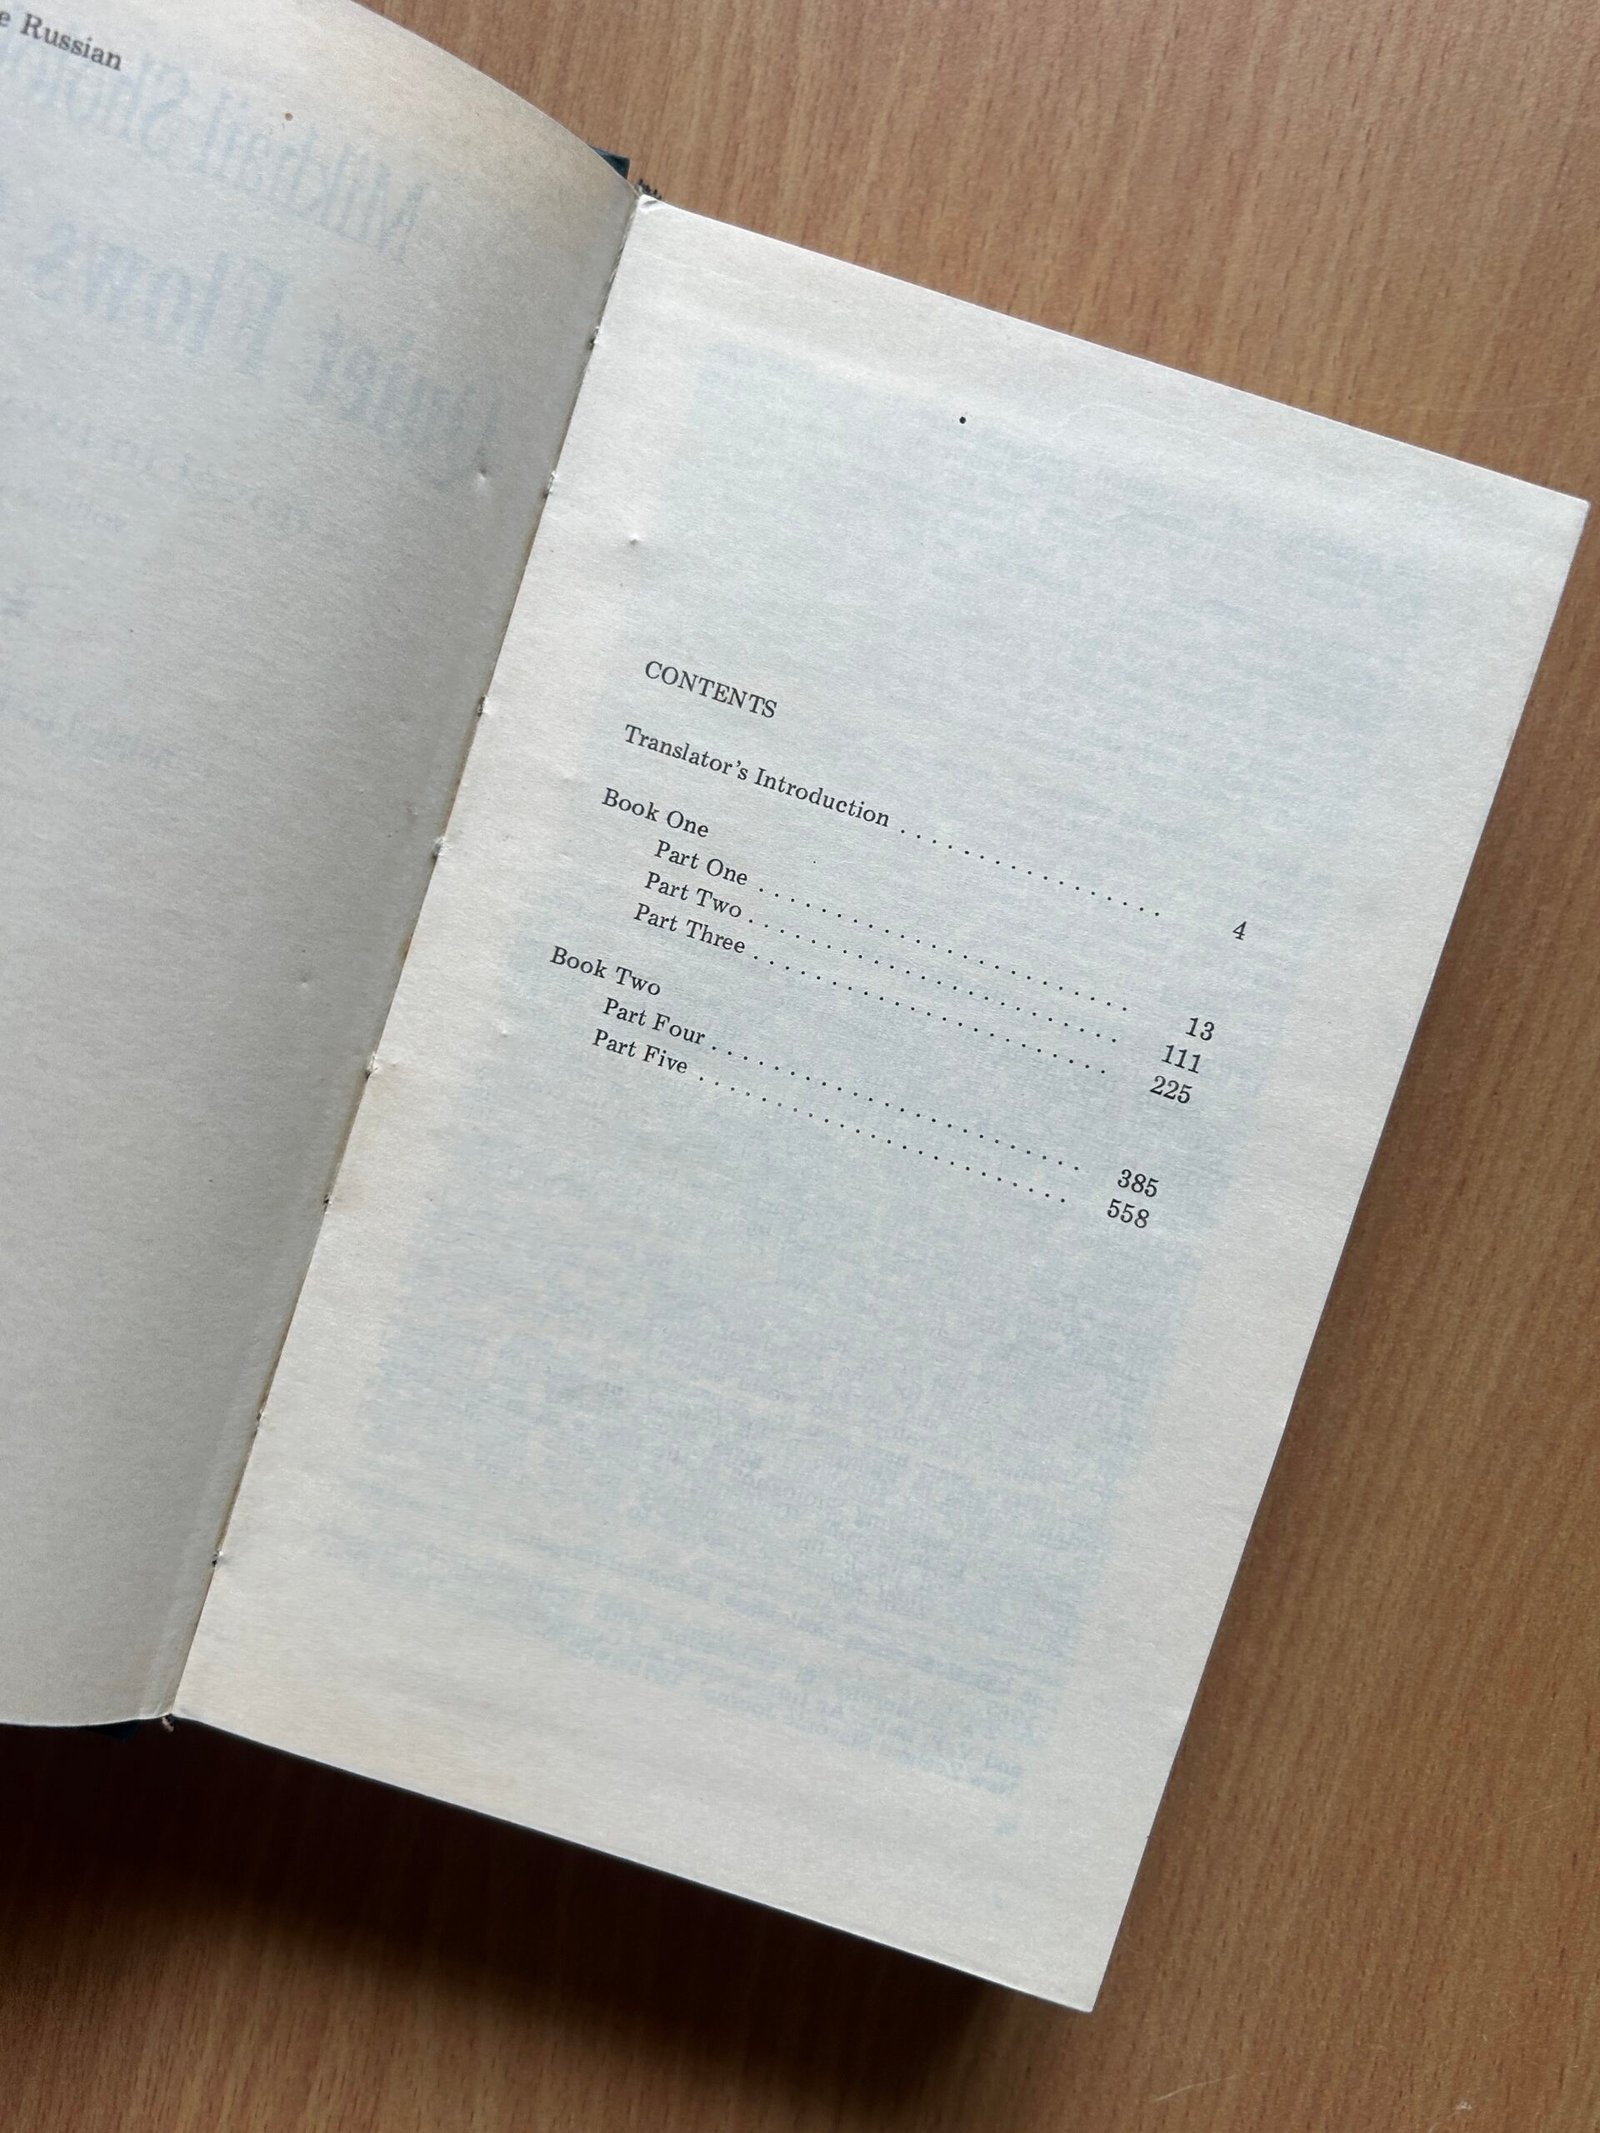 e Russian
CONTENTS
Translator's Introduction . . . . . . . . . . . . . . . . . 4
Book One
Part One . . . . . . . . . . . . . . . . . . . . . . . . 13
Part Two . . . . . . . . . . . . . . . . . . . . . . . . 111
Part Three . . . . . . . . . . . . . . . . . . . . . . . 225
Book Two
Part Four . . . . . . . . . . . . . . . . . . . . . . . . 385
Part Five . . . . . . . . . . . . . . . . . . . . . . . . 558